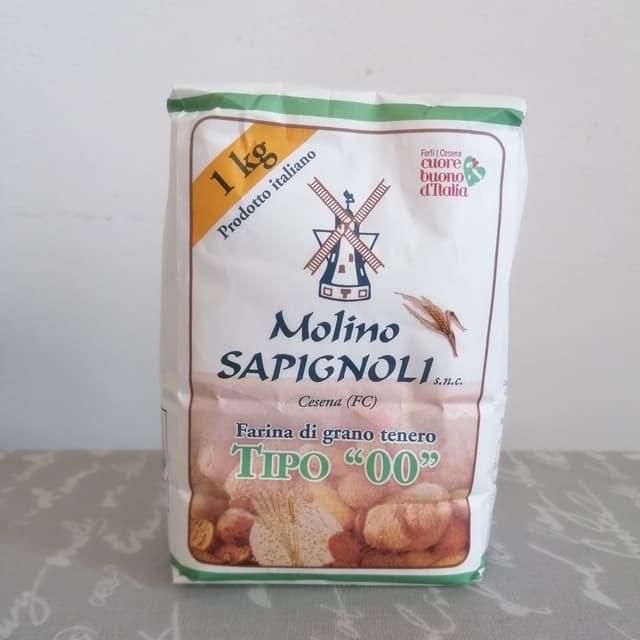 1 kg
Prodotto italiano
Forlì | Cesena
cuore
buono
d'Italia
Molino
SAPIGNOLI s.n.c.
Cesena (FC)
Farina di grano tenero
TIPO “00”